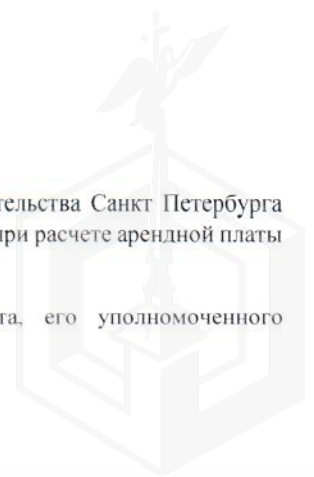 тельства Санкт Петербурга
при расчете арендной платы
та, его уполномоченного